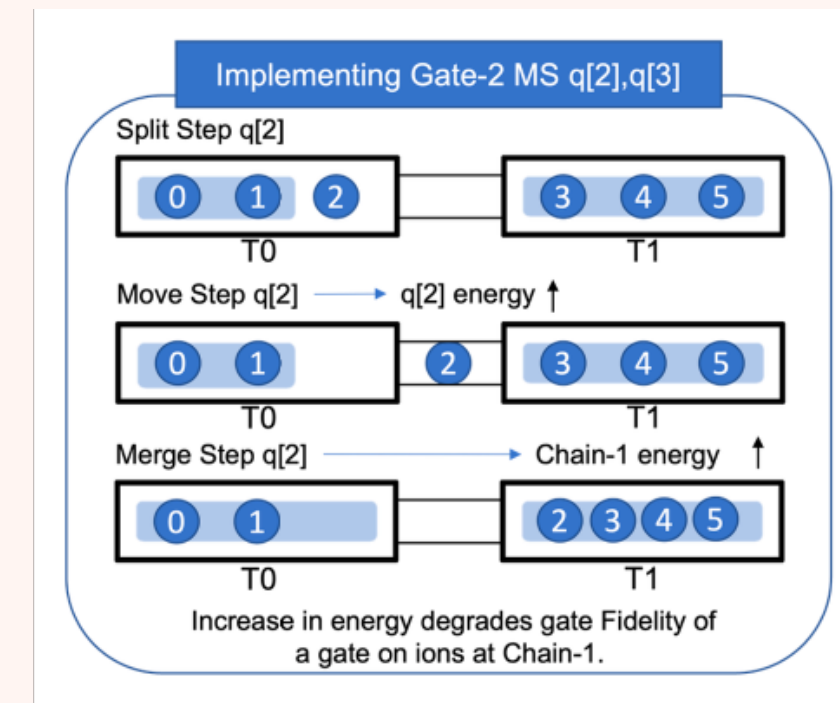 Implementing Gate-2 MS q[2],q[3]
Split Step q[2]
0 1 2 3 4 5
T0 T1
Move Step q[2] → q[2] energy ↑
0 1 2 3 4 5
T0 T1
Merge Step q[2] → Chain-1 energy ↑
0 1 2 3 4 5
T0 T1
Increase in energy degrades gate Fidelity of
a gate on ions at Chain-1.